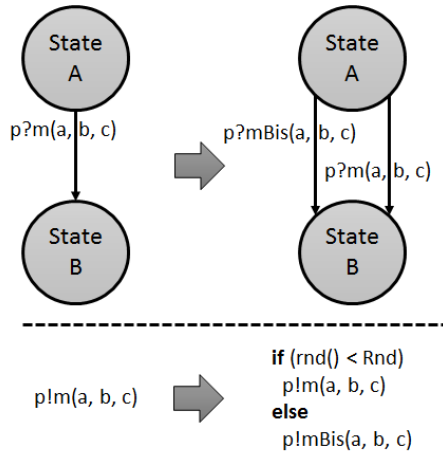 State
A
p?m(a, b, c)
State
B
State
A
p?mBis(a, b, c)
p?m(a, b, c)
State
B
p!m(a, b, c)
if (rnd() < Rnd)
p!m(a, b, c)
else
p!mBis(a, b, c)